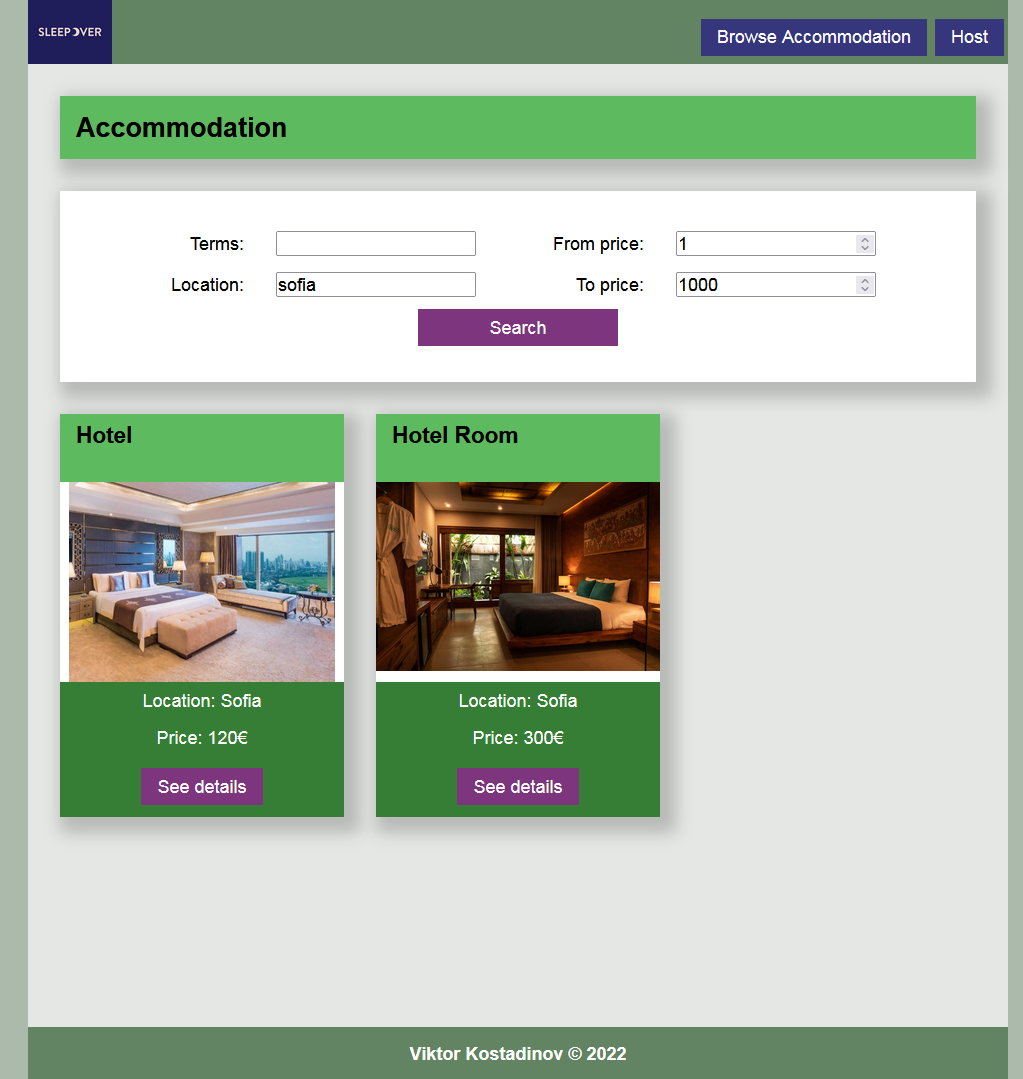 SLEEPOVER
Browse Accommodation Host
Accommodation
Terms: From price: 1
Location: sofia To price: 1000
Search
Hotel
Location: Sofia
Price: 120€
See details
Hotel Room
Location: Sofia
Price: 300€
See details
Viktor Kostadinov © 2022